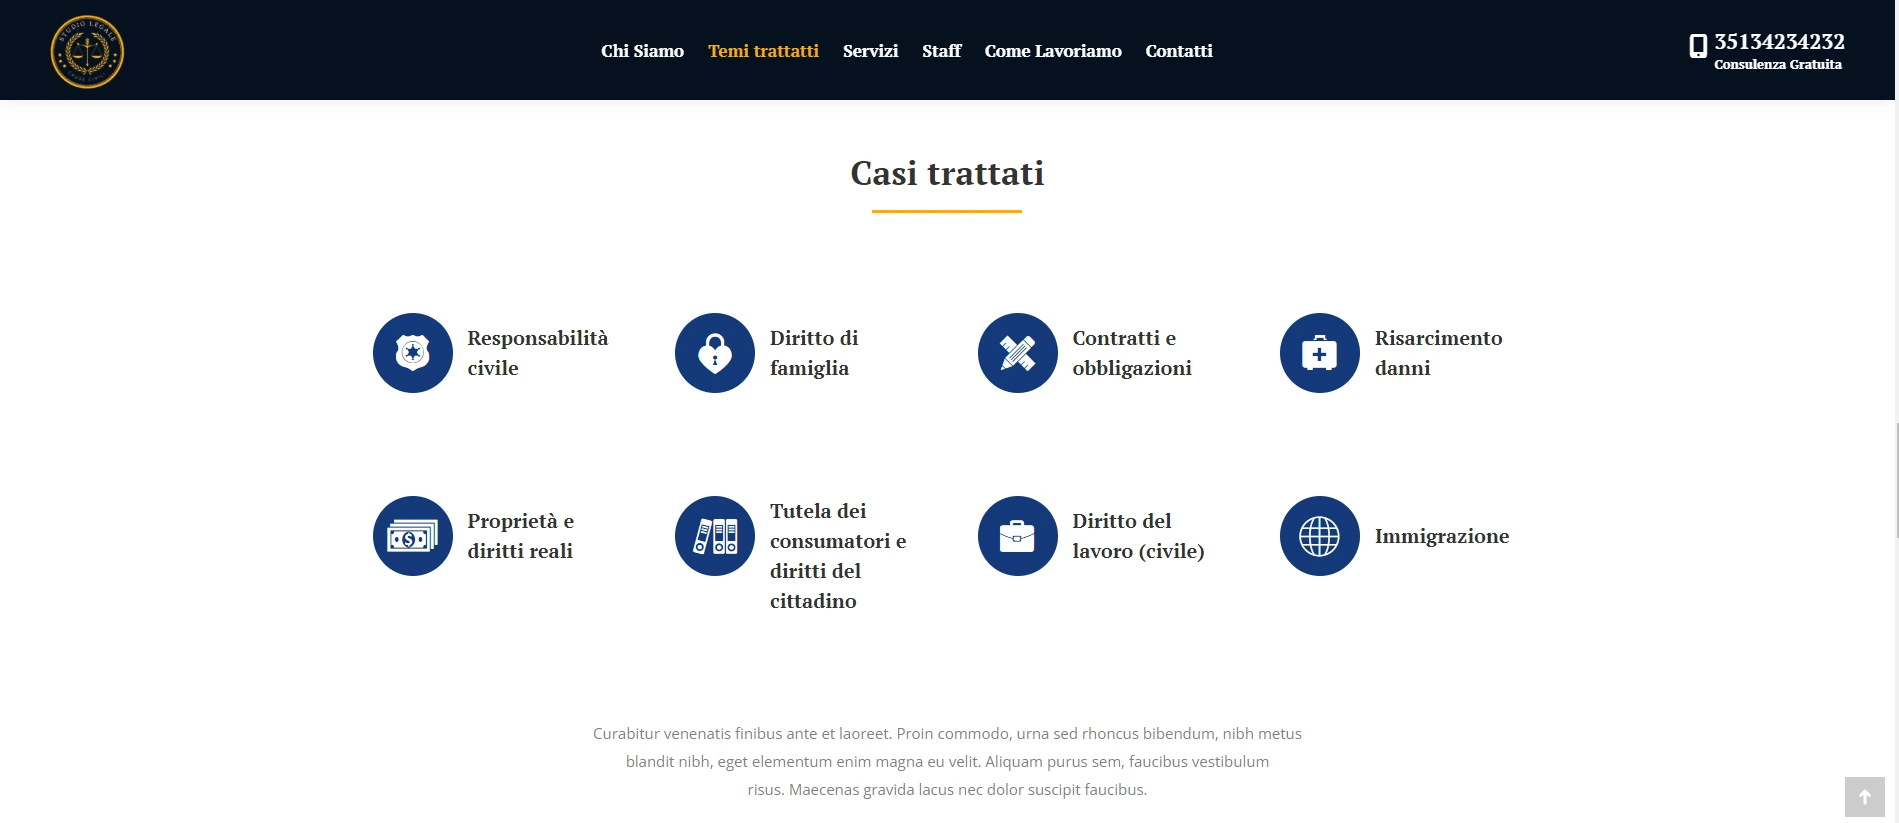 STUDIO LEGALE
Chi Siamo
Temi trattatti
Servizi
Staff
Come Lavoriamo
Contatti
35134234232
Consulenza Gratuita
Casi trattati
Responsabilità
civile
Diritto di
famiglia
Contratti e
obbligazioni
Risarcimento
danni
Proprietà e
diritti reali
Tutela dei
consumatori e
diritti del
cittadino
Diritto del
lavoro (civile)
Immigrazione
Curabitur venenatis finibus ante et laoreet. Proin commodo, urna sed rhoncus bibendum, nibh metus
blandit nibh, eget elementum enim magna eu velit. Aliquam purus sem, faucibus vestibulum
risus. Maecenas gravida lacus nec dolor suscipit faucibus.